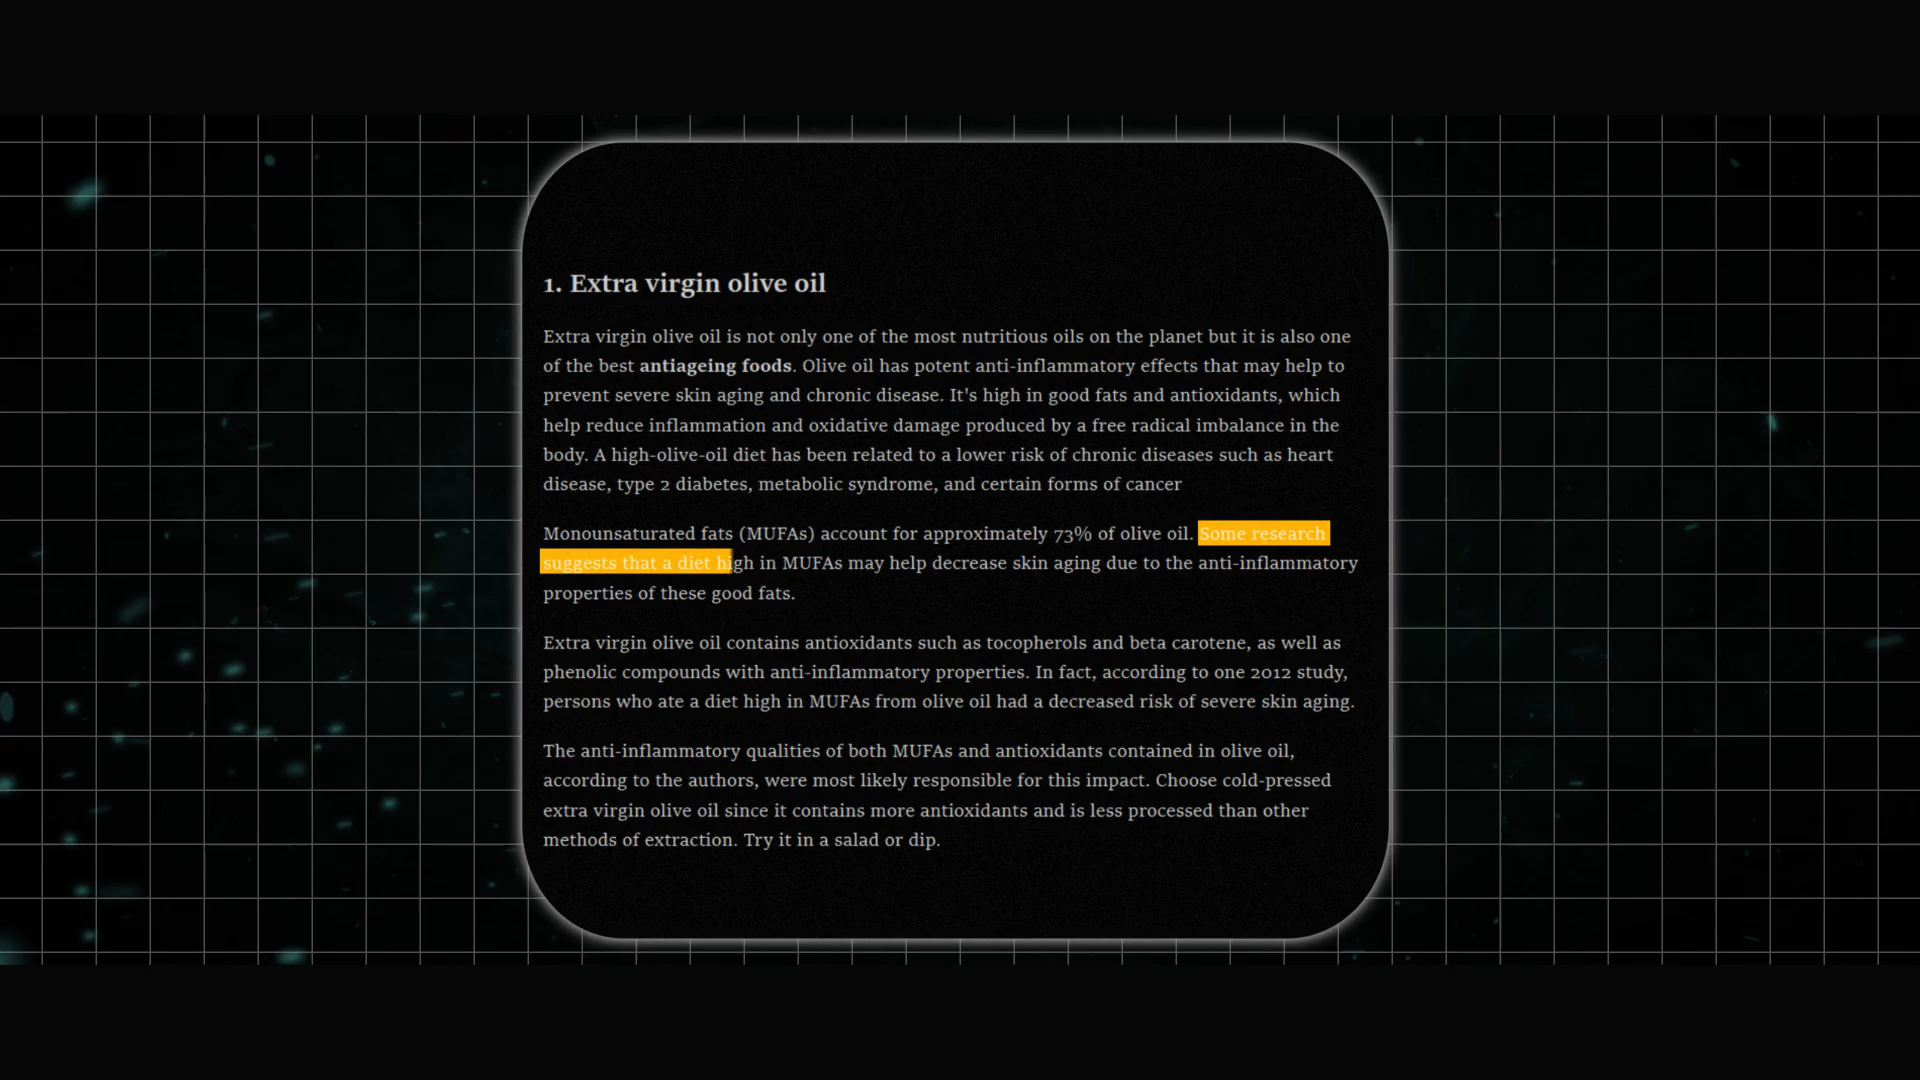 1. Extra virgin olive oil
Extra virgin olive oil is not only one of the most nutritious oils on the planet but it is also one
of the best antiageing foods. Olive oil has potent anti-inflammatory effects that may help to
prevent severe skin aging and chronic disease. It's high in good fats and antioxidants, which
help reduce inflammation and oxidative damage produced by a free radical imbalance in the
body. A high-olive-oil diet has been related to a lower risk of chronic diseases such as heart
disease, type 2 diabetes, metabolic syndrome, and certain forms of cancer
Monounsaturated fats (MUFAs) account for approximately 73% of olive oil. Some research
suggests that a diet high in MUFAs may help decrease skin aging due to the anti-inflammatory
properties of these good fats.
Extra virgin olive oil contains antioxidants such as tocopherols and beta carotene, as well as
phenolic compounds with anti-inflammatory properties. In fact, according to one 2012 study,
persons who ate a diet high in MUFAs from olive oil had a decreased risk of severe skin aging.
The anti-inflammatory qualities of both MUFAs and antioxidants contained in olive oil,
according to the authors, were most likely responsible for this impact. Choose cold-pressed
extra virgin olive oil since it contains more antioxidants and is less processed than other
methods of extraction. Try it in a salad or dip.